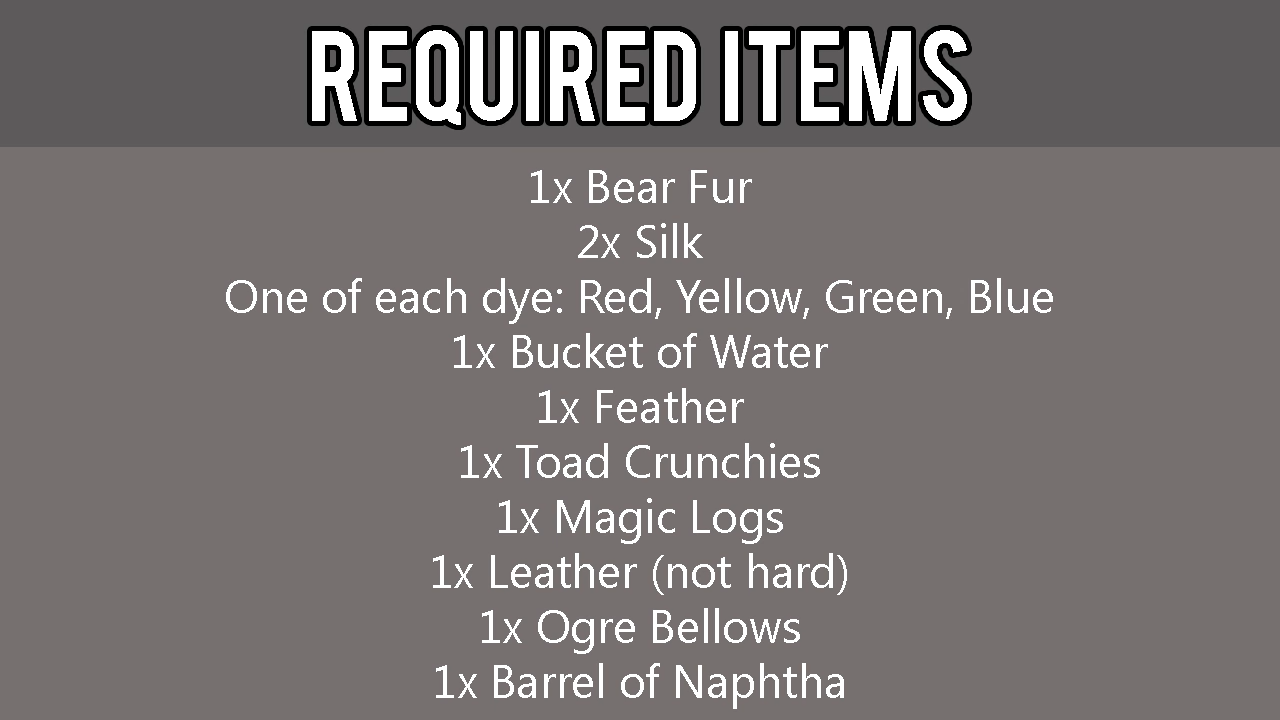 REQUIRED ITEMS
1x Bear Fur
2x Silk
One of each dye: Red, Yellow, Green, Blue
1x Bucket of Water
1x Feather
1x Toad Crunchies
1x Magic Logs
1x Leather (not hard)
1x Ogre Bellows
1x Barrel of Naphtha